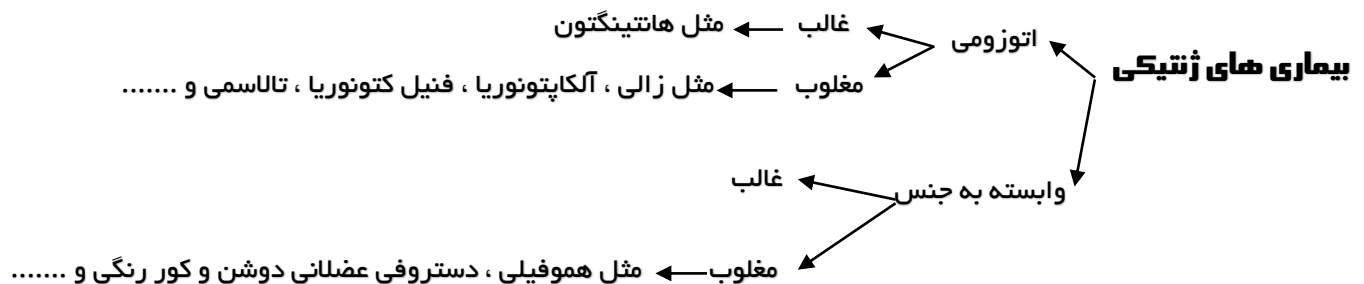 غالب مثل هانتینگتون
اتوزومی
بیماری های ژنتیکی
مغلوب مثل زالی ، آلکاپتونوریا ، فنیل کتونوریا ، تالاسمی و .......
غالب
وابسته به جنس
مغلوب مثل هموفیلی ، دستروفی عضلانی دوشن و کور رنگی و .......